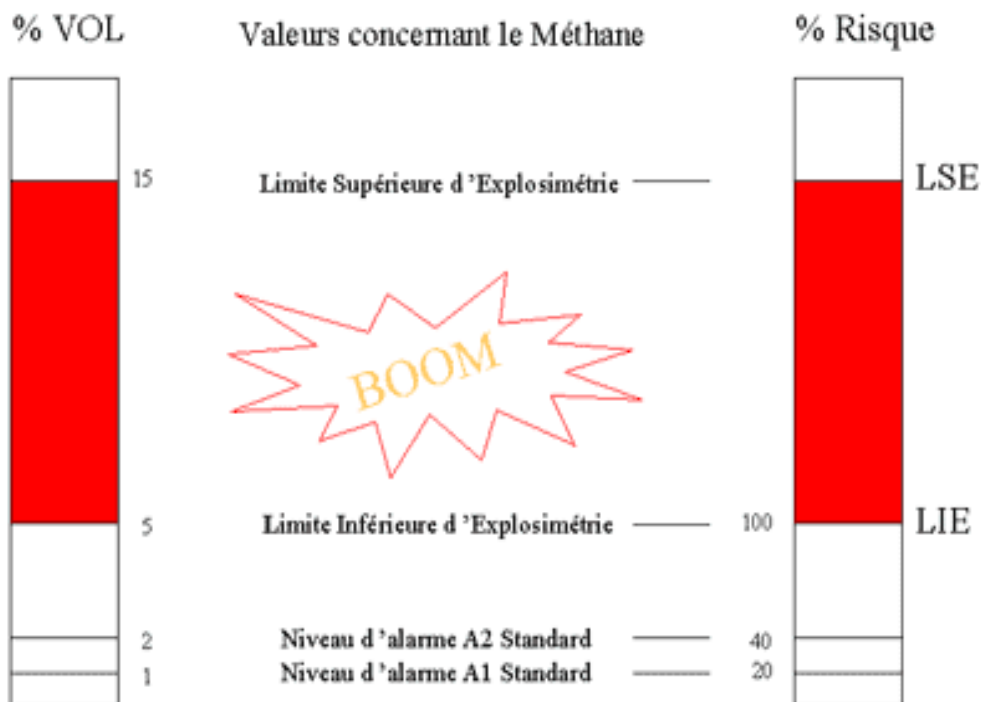 % VOL Valeurs concernant le Méthane % Risque
15 Limite Supérieure d ’Explosimétrie LSE
BOOM
5 Limite Inférieure d ’Explosimétrie 100 LIE
2 Niveau d ’alarme A2 Standard 40
1 Niveau d ’alarme A1 Standard 20